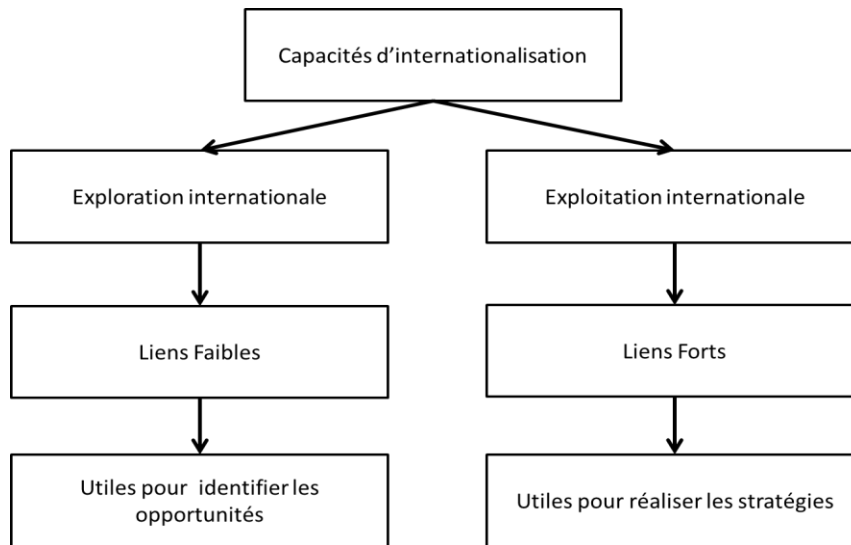 Capacités d'internationalisation
Exploration internationale
Exploitation internationale
Liens Faibles
Liens Forts
Utiles pour  identifier les
opportunités
Utiles pour réaliser les stratégies